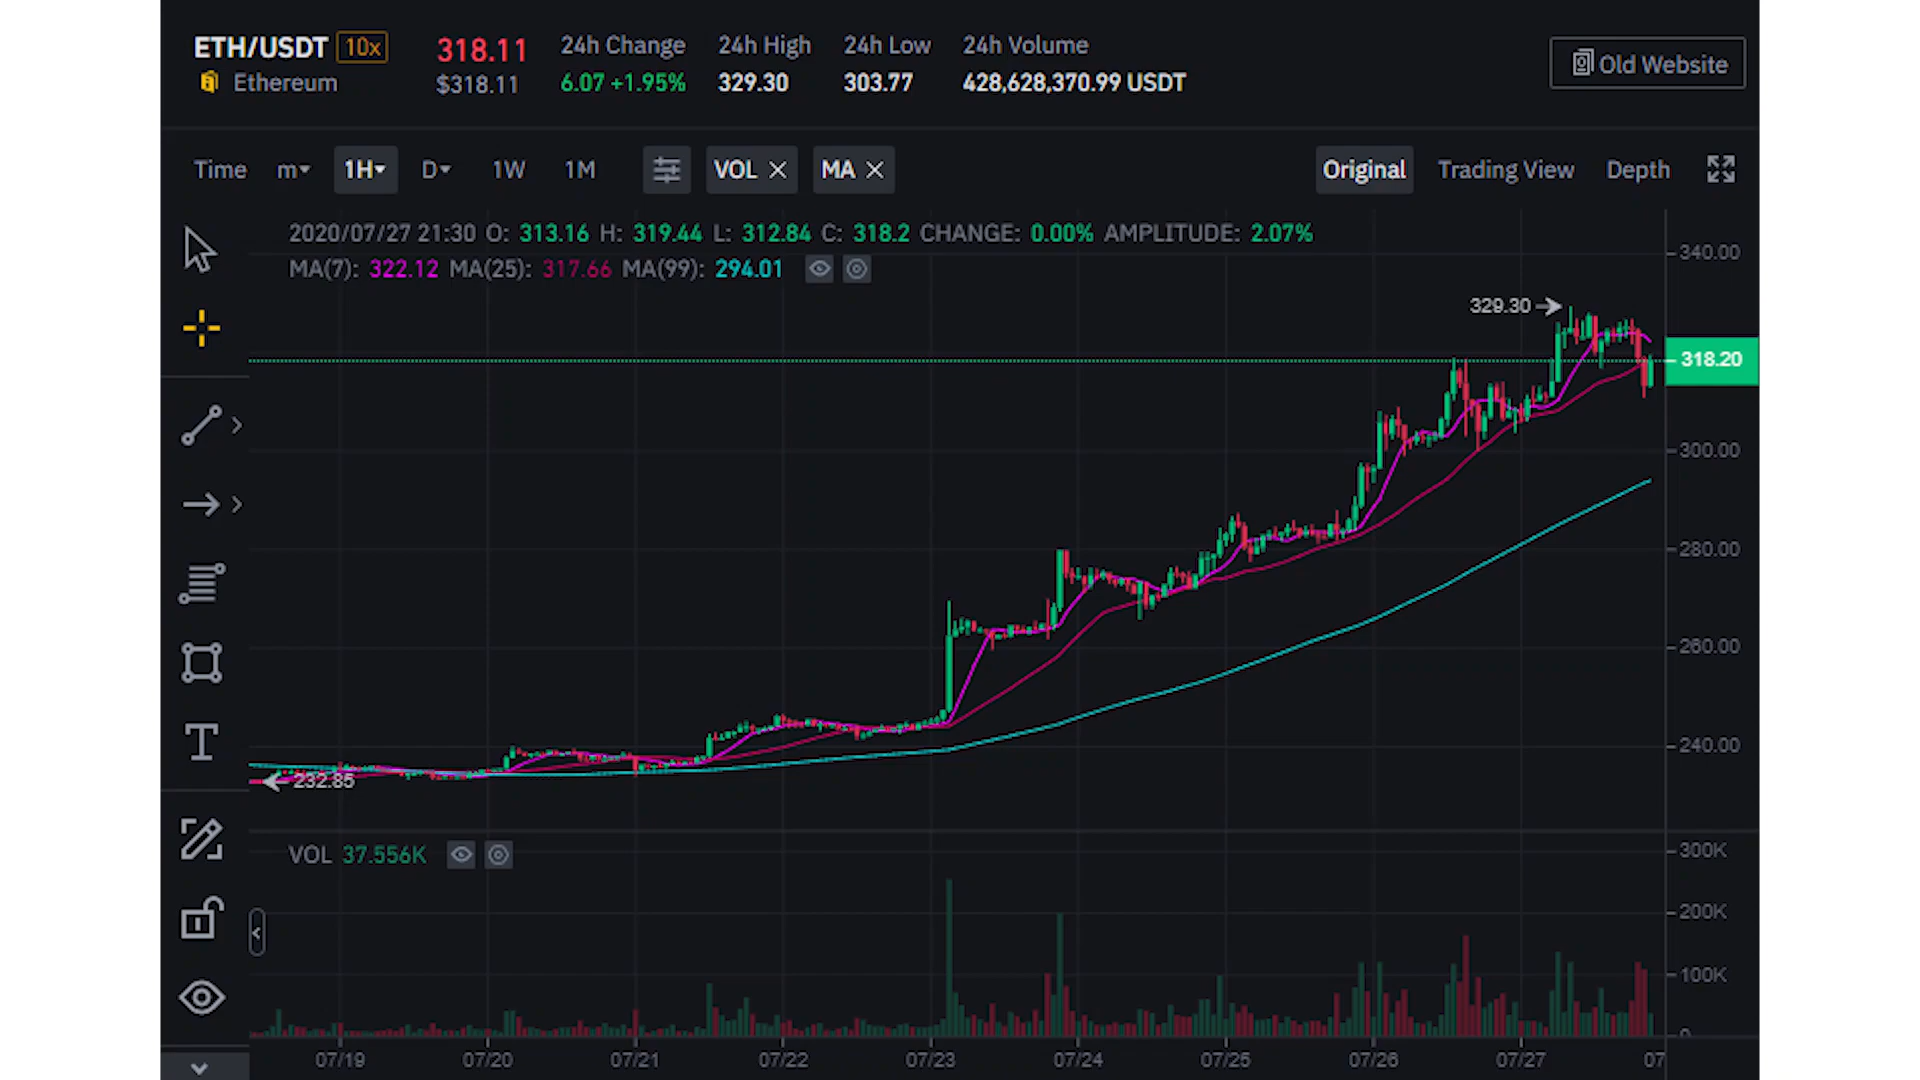 ETH/USDT 10x
Ethereum
318.11
$318.11
24h Change
6.07 +1.95%
24h High
329.30
24h Low
303.77
24h Volume
428,628,370.99 USDT
Old Website
Time m 1H D 1W 1M VOL MA Original Trading View Depth
2020/07/27 21:30 O: 313.16 H: 319.44 L: 312.84 C: 318.2 CHANGE: 0.00% AMPLITUDE: 2.07%
MA(7): 322.12 MA(25): 317.66 MA(99): 294.01
340.00
329.30
318.20
300.00
280.00
260.00
240.00
232.85
T
VOL 37.556K
300K
200K
100K
0
07/19 07/20 07/21 07/22 07/23 07/24 07/25 07/26 07/27 07